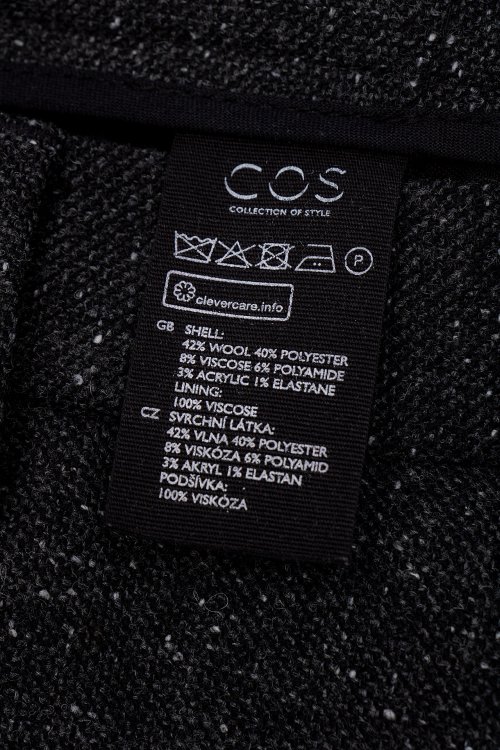 COS
COLLECTION OF STYLE
P
clevercare.info
GB SHELL:
42% WOOL 40% POLYESTER
8% VISCOSE 6% POLYAMIDE
3% ACRYLIC 1% ELASTANE
LINING:
100% VISCOSE
CZ SVRCHNÍ LÁTKA:
42% VLNA 40% POLYESTER
8% VISKÓZA 6% POLYAMID
3% AKRYL 1% ELASTAN
PODŠÍVKA:
100% VISKÓZA